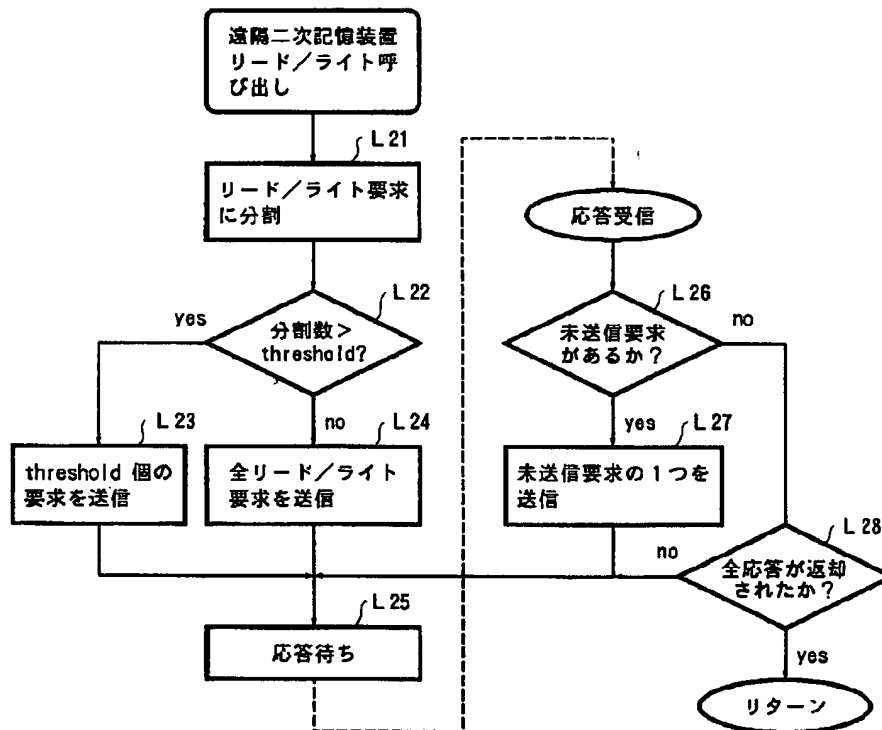 遠隔二次記憶装置
リード／ライト呼
び出し
L21
リード／ライト要求
に分割
L22
yes
分割数＞
threshold?
L23
threshold 個の
要求を送信
no
L24
全リード／ライト
要求を送信
L25
応答待ち
応答受信
L26
未送信要求
があるか？
no
yes
L27
未送信要求の１つを
送信
no
L28
全応答が返却
されたか？
yes
リターン